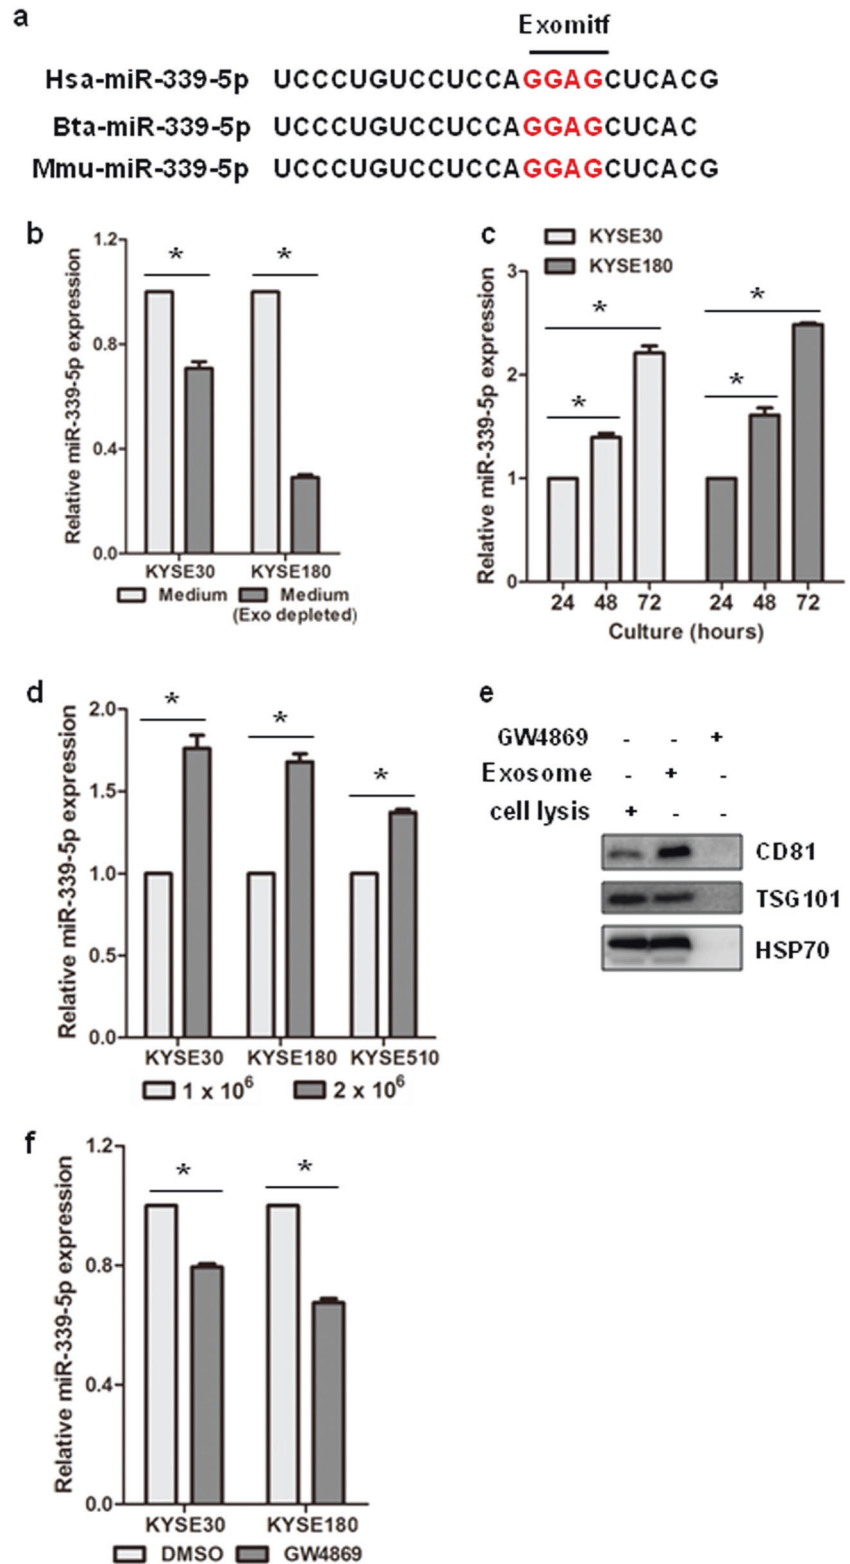 a
Exomitf
Hsa-miR-339-5p UCCCUGUCCUCCAGGAGCUCACG
Bta-miR-339-5p UCCCUGUCCUCCAGGAGCUCAC
Mmu-miR-339-5p UCCCUGUCCUCCAGGAGCUCACG
b
Relative miR-339-5p expression
1.2
0.8
0.4
0.0
* *
KYSE30 KYSE180
Medium Medium
(Exo depleted)
c
KYSE30
KYSE180
Relative miR-339-5p expression
3
2
1
0
* * * *
24 48 72 24 48 72
Culture (hours)
d
Relative miR-339-5p expression
2.0
1.5
1.0
0.5
0.0
* * *
KYSE30 KYSE180 KYSE510
1 x 10⁶ 2 x 10⁶
e
GW4869 - - +
Exosome - + -
cell lysis + - -
CD81
TSG101
HSP70
f
Relative miR-339-5p expression
1.2
0.8
0.4
0.0
* *
KYSE30 KYSE180
DMSO GW4869